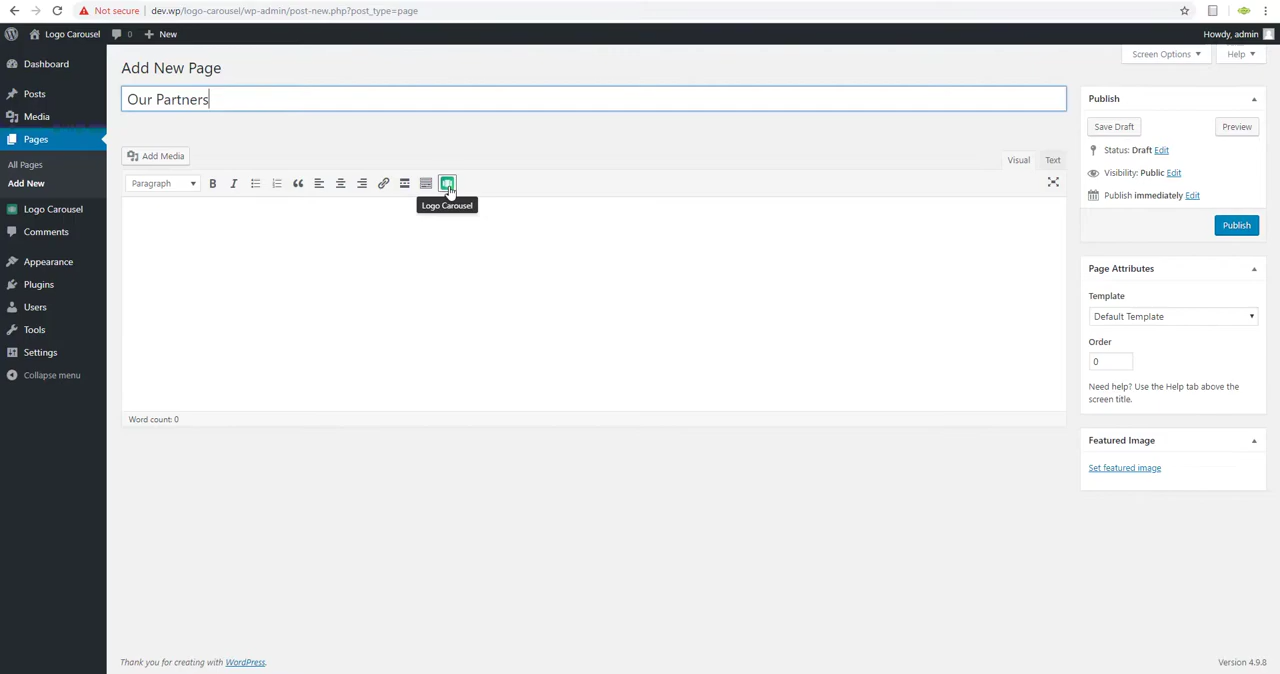 Not secure
dev.wp/logo-carousel/wp-admin/post-new.php?post_type=page
Logo Carousel
0
New
Howdy, admin
Dashboard
Posts
Media
Pages
All Pages
Add New
Logo Carousel
Comments
Appearance
Plugins
Users
Tools
Settings
Collapse menu
Add New Page
Screen Options
Help
Our Partners
Add Media
Visual
Text
Paragraph
B
I
Logo Carousel
Word count: 0
Publish
Save Draft
Preview
Status: Draft Edit
Visibility: Public Edit
Publish immediately Edit
Publish
Page Attributes
Template
Default Template
Order
0
Need help? Use the Help tab above the
screen title.
Featured Image
Set featured image
Thank you for creating with WordPress.
Version 4.9.8